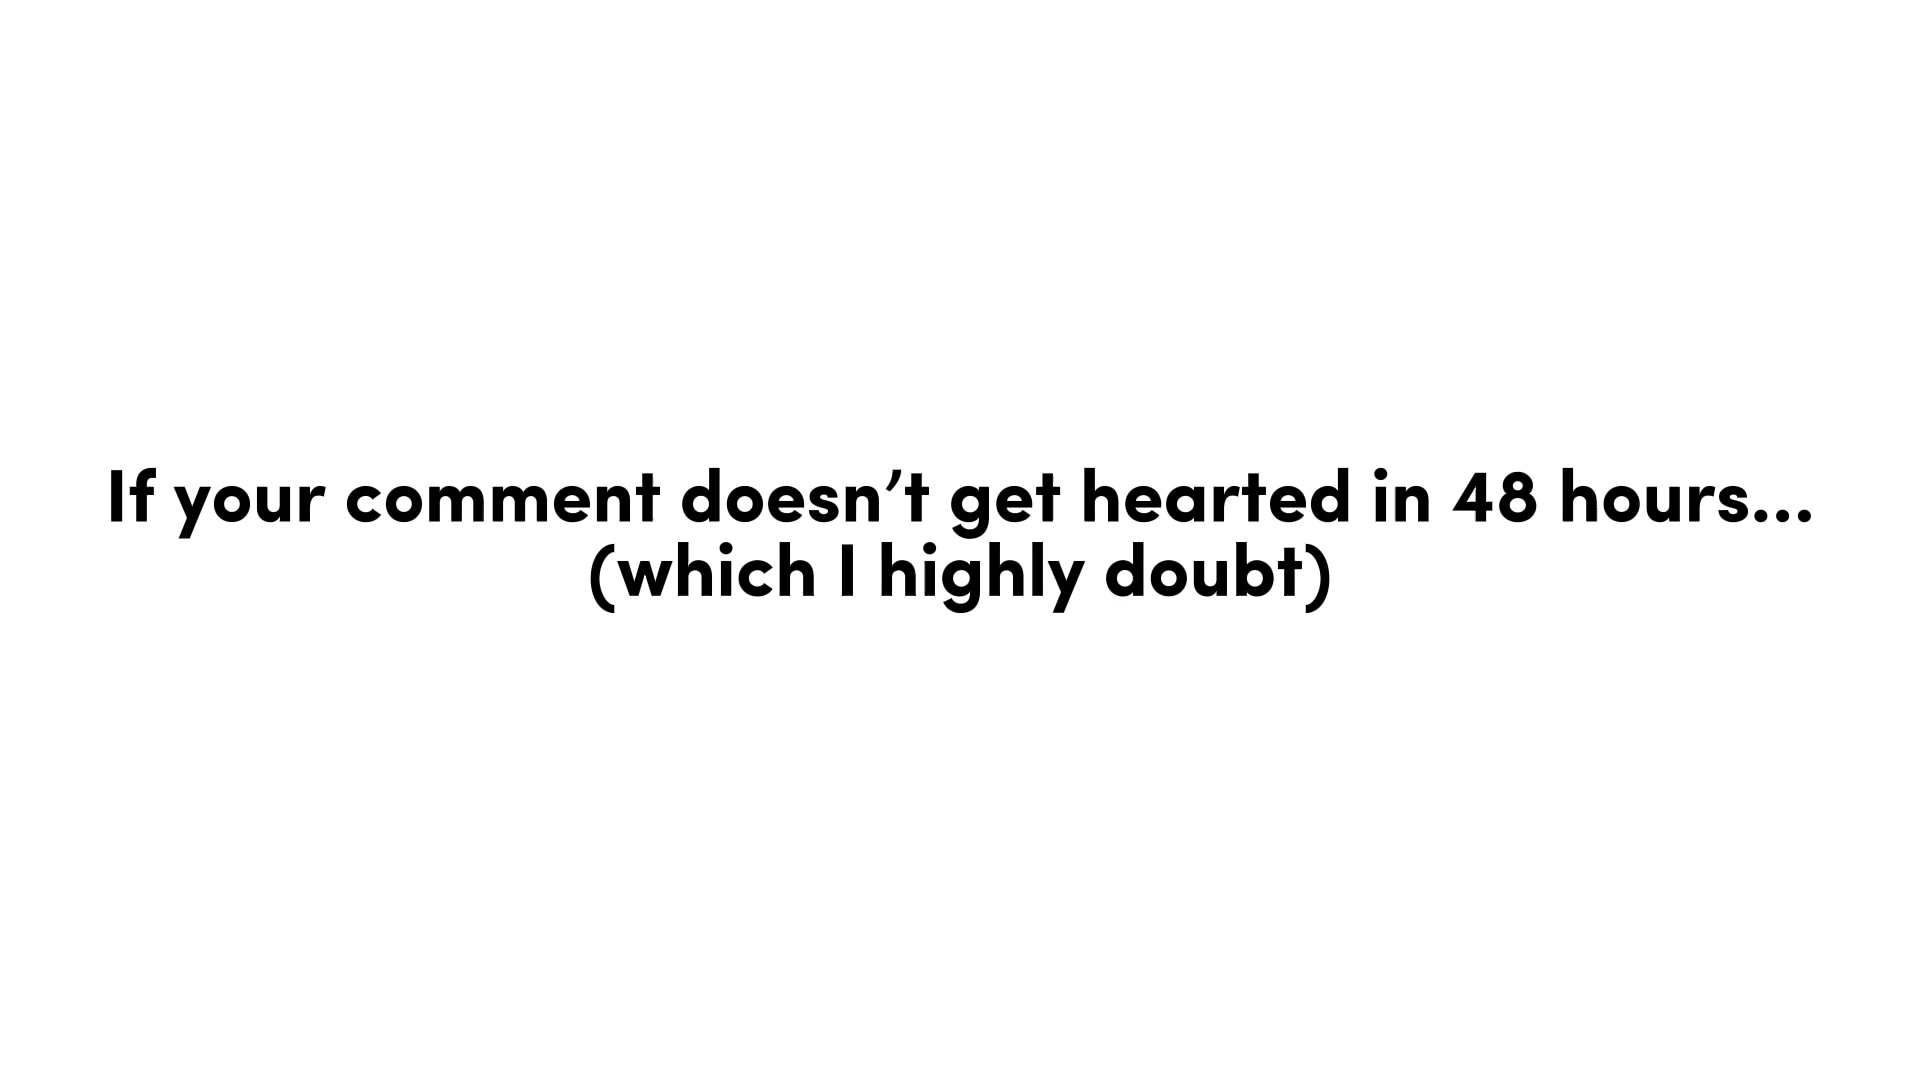 If your comment doesn’t get hearted in 48 hours...
(which I highly doubt)